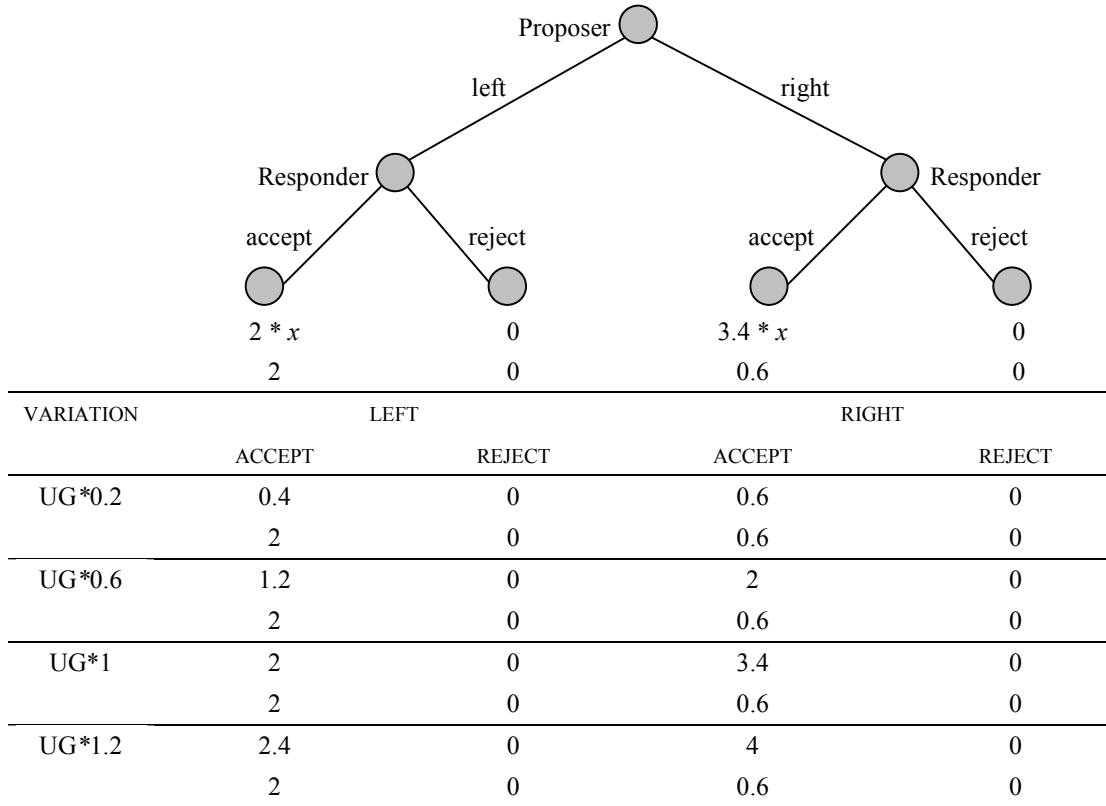 Proposer
left right
Responder Responder
accept reject accept reject
2 * x 0 3.4 * x 0
2 0 0.6 0
VARIATION LEFT RIGHT
ACCEPT REJECT ACCEPT REJECT
UG*0.2 0.4 0 0.6 0
2 0 0.6 0
UG*0.6 1.2 0 2 0
2 0 0.6 0
UG*1 2 0 3.4 0
2 0 0.6 0
UG*1.2 2.4 0 4 0
2 0 0.6 0